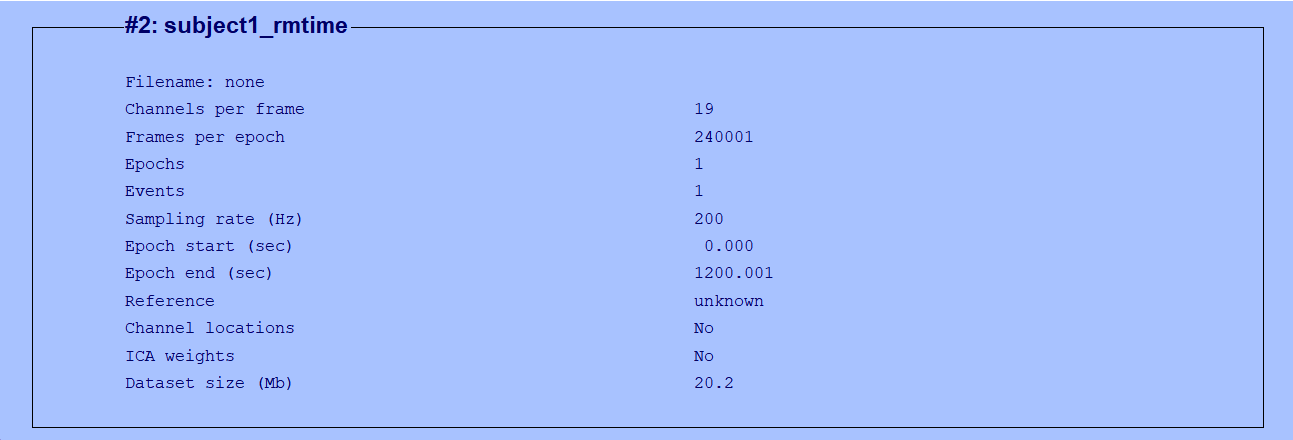 #2: subject1_rmtime
Filename: none
Channels per frame 19
Frames per epoch 240001
Epochs 1
Events 1
Sampling rate (Hz) 200
Epoch start (sec) 0.000
Epoch end (sec) 1200.001
Reference unknown
Channel locations No
ICA weights No
Dataset size (Mb) 20.2